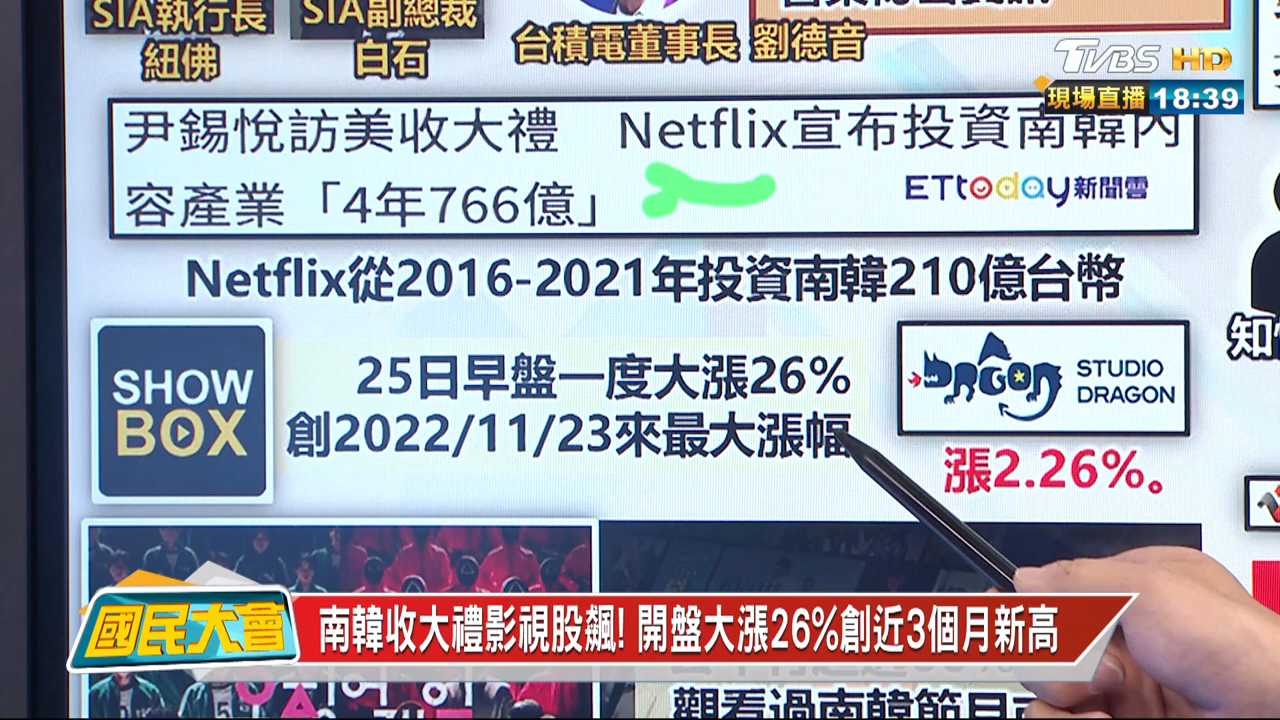 SIA執行長
紐佛
SIA副總裁
白石
台積電董事長 劉德音
TVBS HD
現場直播 18:39
尹錫悅訪美收大禮 Netflix宣布投資南韓內
容產業「4年766億」
ETtoday新聞雲
Netflix從2016-2021年投資南韓210億台幣
SHOW
BOX
25日早盤一度大漲26%
創2022/11/23來最大漲幅
DRAGON
STUDIO
DRAGON
漲2.26%。
國民大會
南韓收大禮影視股飆! 開盤大漲26%創近3個月新高
觀看過南韓節目